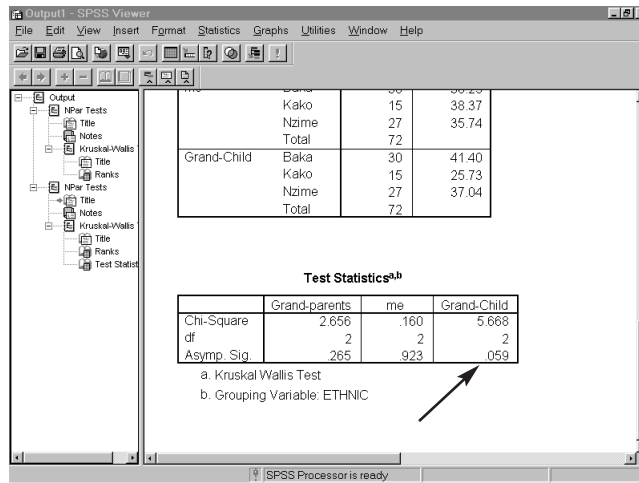 Output1 - SPSS Viewer
File Edit View Insert Format Statistics Graphs Utilities Window Help
Output
NPar Tests
Title
Notes
Kruskal-Wallis
Title
Ranks
NPar Tests
Title
Notes
Kruskal-Wallis
Title
Ranks
Test Statist
Kako 15 38.37
Nzime 27 35.74
Total 72
Grand-Child Baka 30 41.40
Kako 15 25.73
Nzime 27 37.04
Total 72
Test Statisticsa,b
Grand-parents me Grand-Child
Chi-Square 2.656 .160 5.668
df 2 2 2
Asymp. Sig. .265 .923 .059
a. Kruskal Wallis Test
b. Grouping Variable: ETHNIC
SPSS Processor is ready